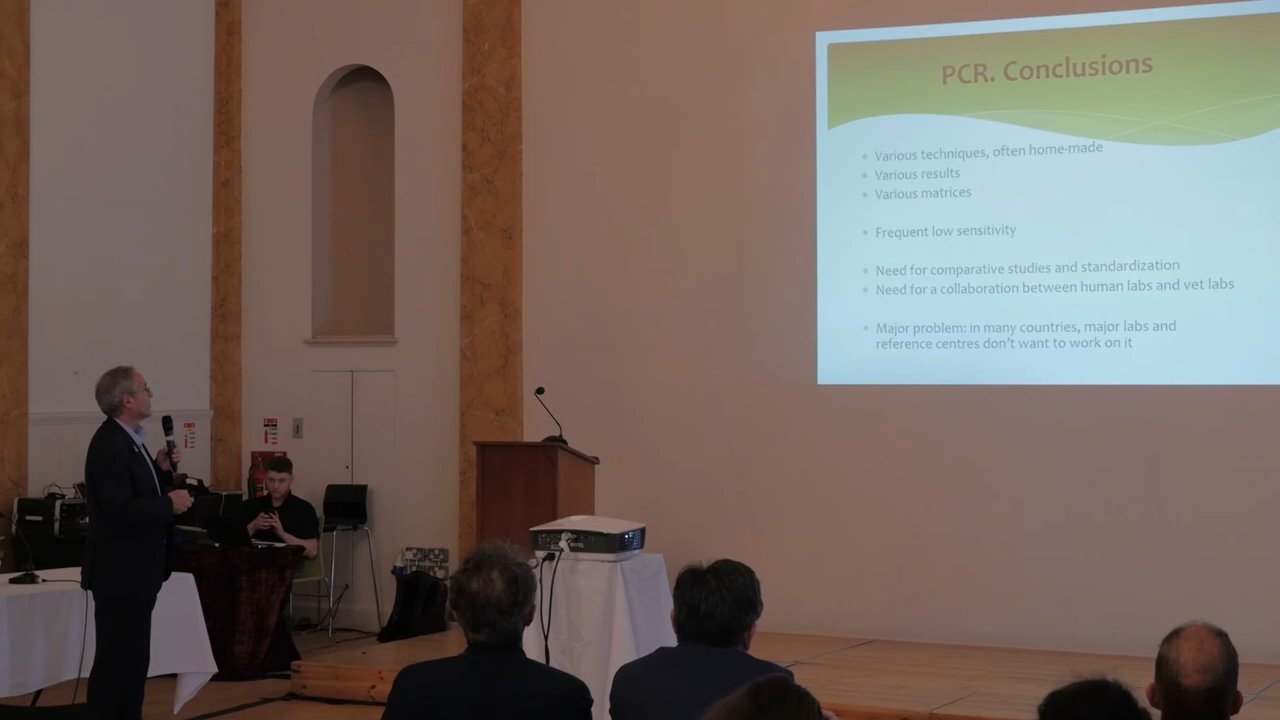 PCR. Conclusions
Various techniques, often home-made
Various results
Various matrices
Frequent low sensitivity
Need for comparative studies and standardization
Need for a collaboration between human labs and vet labs
Major problem: in many countries, major labs and
reference centres don't want to work on it